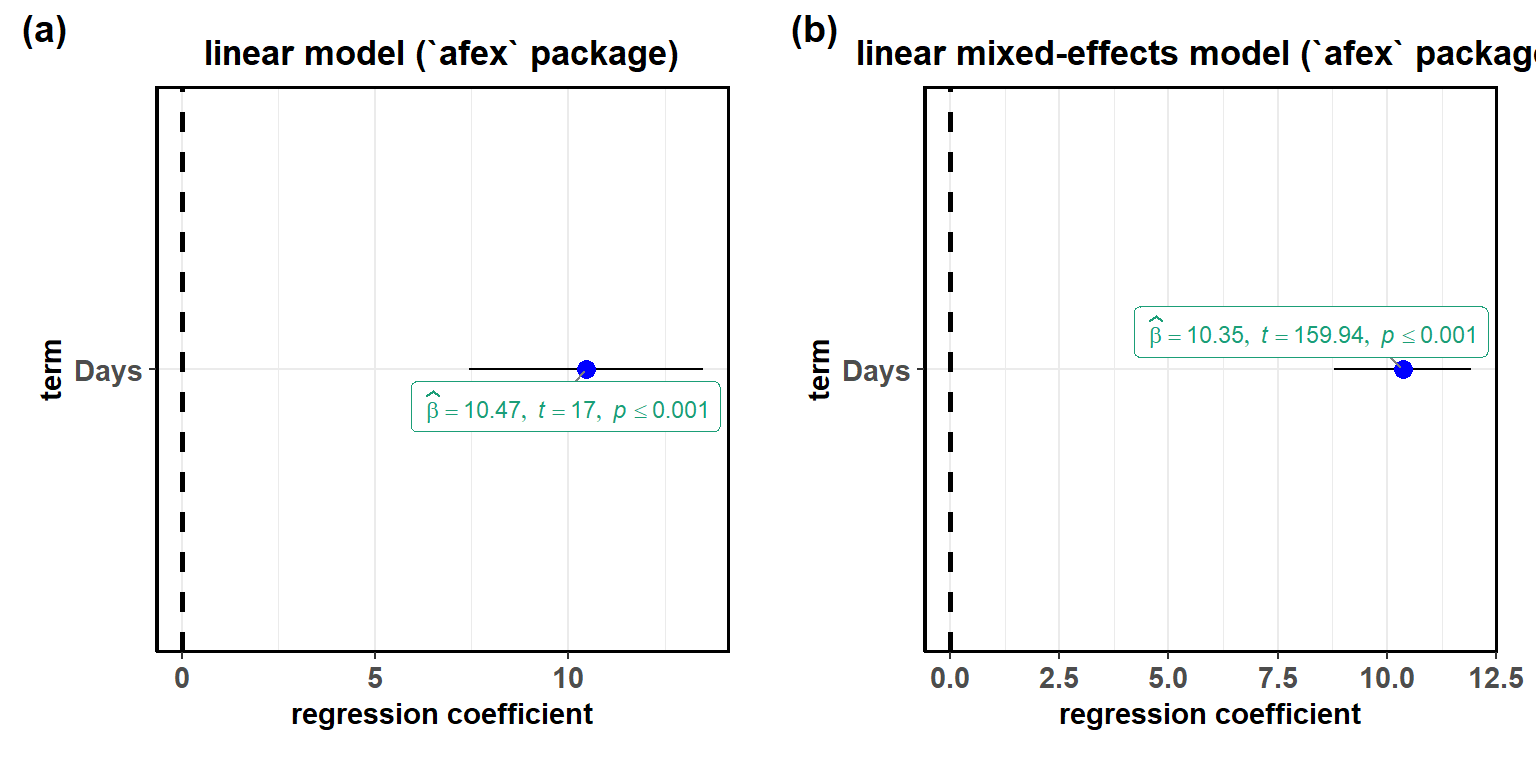 (a)
linear model (`afex` package)
term
Days
β̂ = 10.47, t = 17, p ≤ 0.001
0 5 10
regression coefficient
(b)
linear mixed-effects model (`afex` package
term
Days
β̂ = 10.35, t = 159.94, p ≤ 0.001
0.0 2.5 5.0 7.5 10.0 12.5
regression coefficient